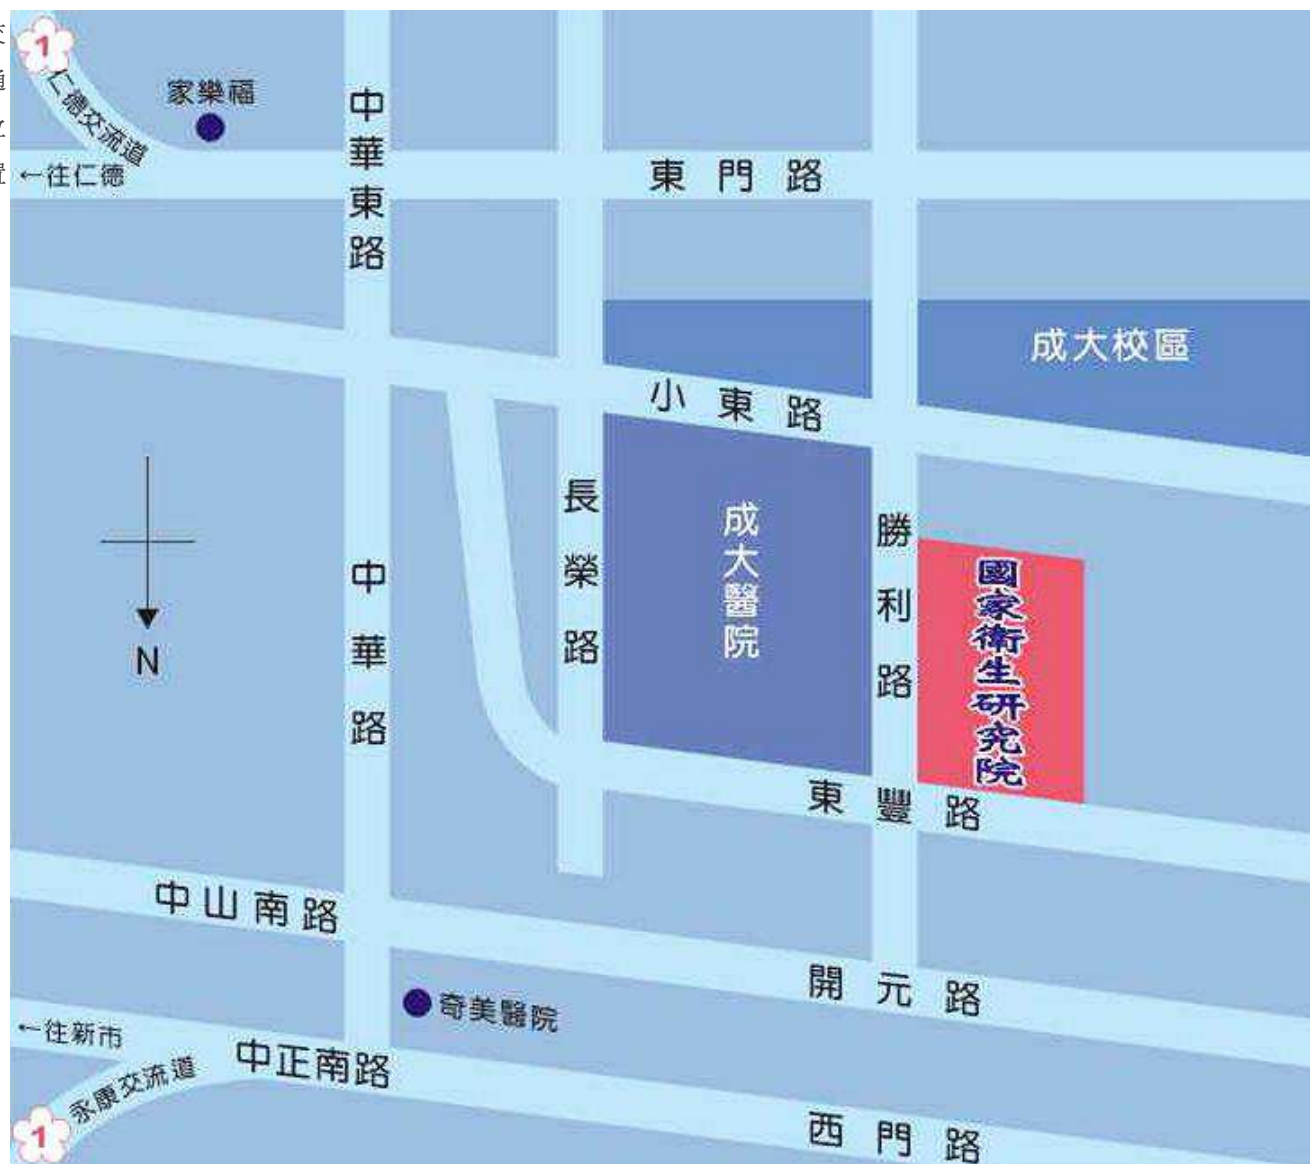 1
仁德交流道
家樂福
←往仁德
中華東路
東門路
成大校區
小東路
長榮路
成大醫院
勝利路
國家衛生研究院
中華路
N
東豐路
中山南路
開元路
奇美醫院
←往新市
中正南路
永康交流道
1
西門路